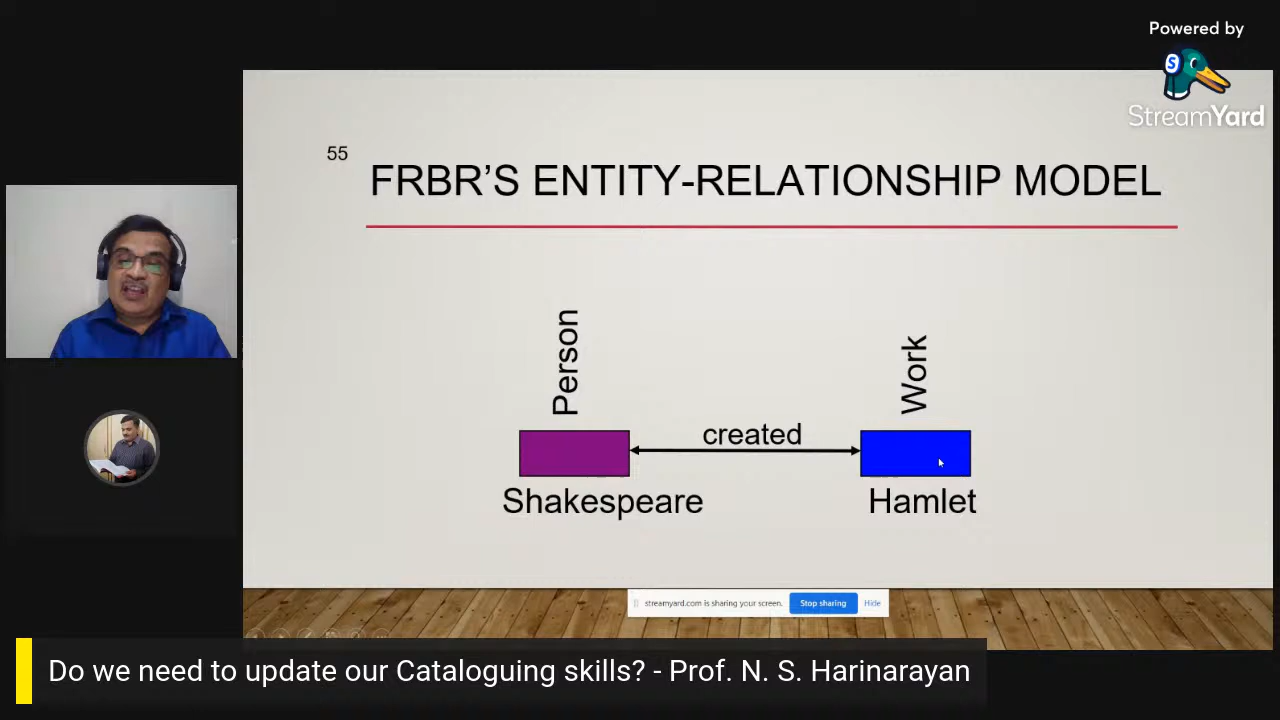 Powered by
S
StreamYard
55
FRBR’S ENTITY-RELATIONSHIP MODEL
Person
Work
created
Shakespeare
Hamlet
streamyard.com is sharing your screen.
Stop sharing
Hide
Do we need to update our Cataloguing skills? - Prof. N. S. Harinarayan